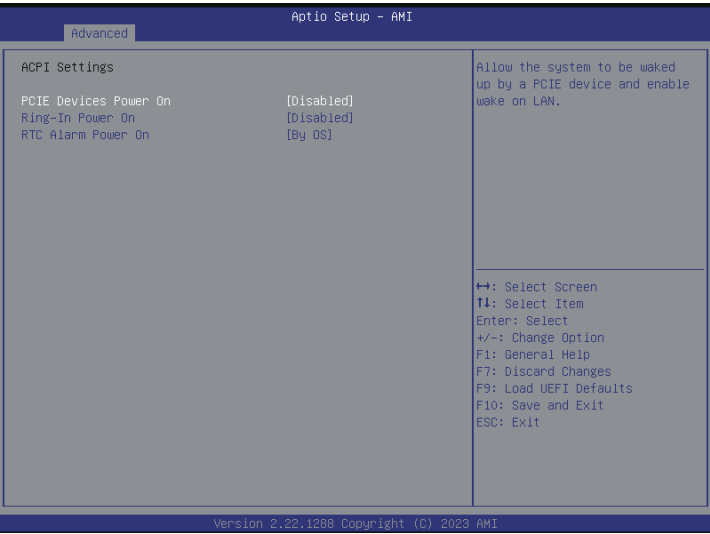 Aptio Setup – AMI
Advanced
ACPI Settings
PCIE Devices Power On [Disabled]
Ring-In Power On [Disabled]
RTC Alarm Power On [By OS]
Allow the system to be waked
up by a PCIE device and enable
wake on LAN.
↔: Select Screen
↑↓: Select Item
Enter: Select
+/-: Change Option
F1: General Help
F7: Discard Changes
F9: Load UEFI Defaults
F10: Save and Exit
ESC: Exit
Version 2.22.1288 Copyright (C) 2023 AMI